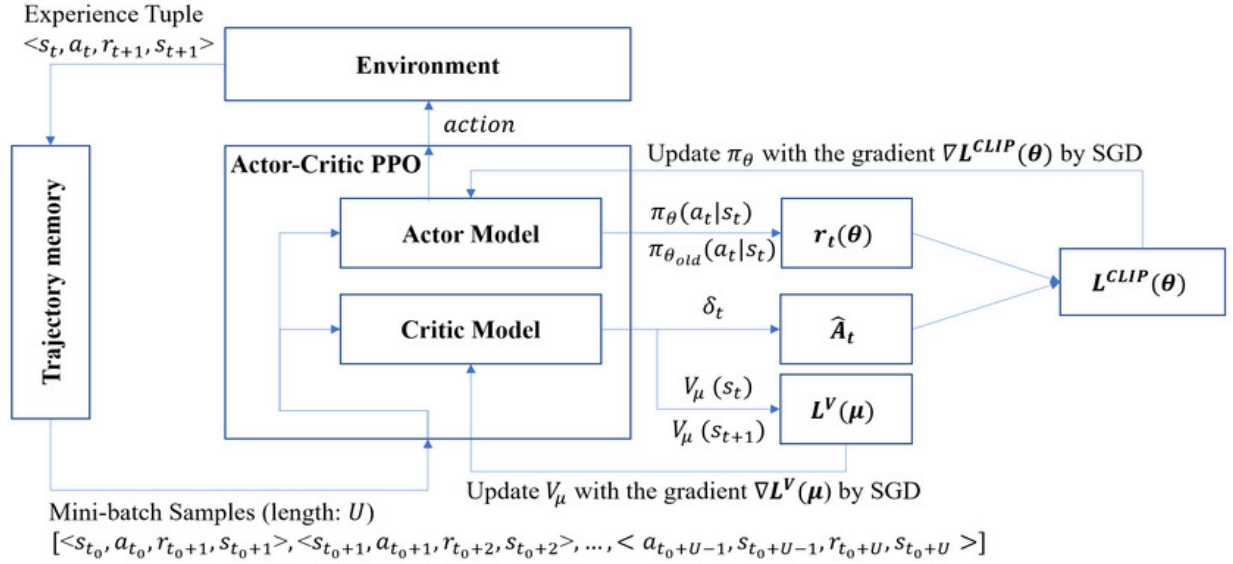 Experience Tuple
<s_t, a_t, r_{t+1}, s_{t+1}>
Environment
action
Actor-Critic PPO
Update π_θ with the gradient ∇L^{CLIP}(θ) by SGD
Trajectory memory
Actor Model
π_θ(a_t|s_t)
π_{θ_{old}}(a_t|s_t)
r_t(θ)
L^{CLIP}(θ)
Critic Model
δ_t
Â_t
V_μ (s_t)
V_μ (s_{t+1})
L^V(μ)
Update V_μ with the gradient ∇L^V(μ) by SGD
Mini-batch Samples (length: U)
[<s_{t_0}, a_{t_0}, r_{t_0+1}, s_{t_0+1}>, <s_{t_0+1}, a_{t_0+1}, r_{t_0+2}, s_{t_0+2}>, ..., < a_{t_0+U-1}, s_{t_0+U-1}, r_{t_0+U}, s_{t_0+U} >]